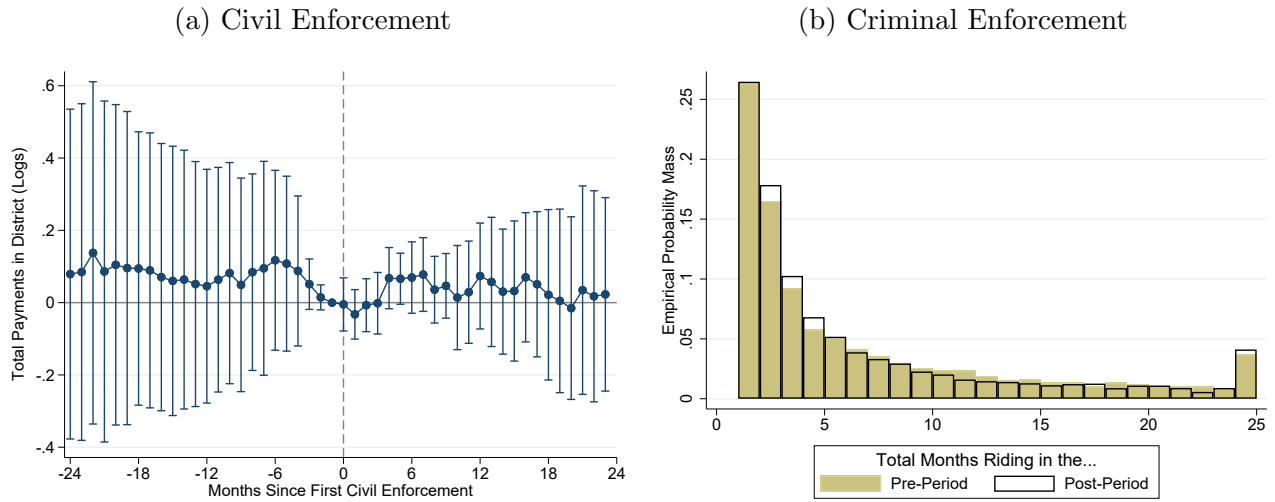 (a) Civil Enforcement
Total Payments in District (Logs)
.6
.4
.2
0
-.2
-.4
-24 -18 -12 -6 0 6 12 18 24
Months Since First Civil Enforcement
(b) Criminal Enforcement
Empirical Probability Mass
.25
.2
.15
.1
.05
0
0 5 10 15 20 25
Total Months Riding in the...
Pre-Period Post-Period